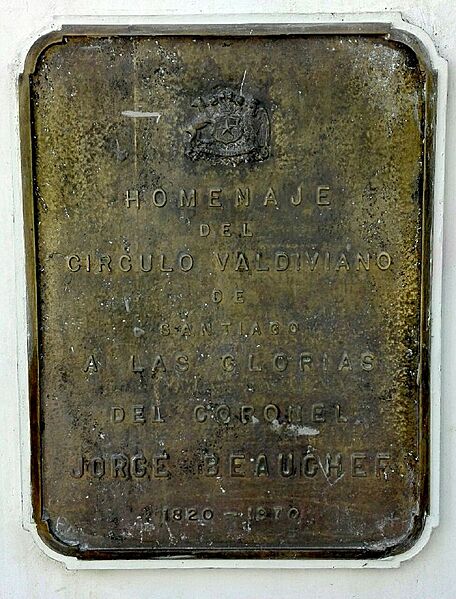 HOMENAJE
DEL
CIRCULO VALDIVIANO
DE
SANTIAGO
A LAS GLORIAS
DEL CORONEL
JORGE BEAUCHEF
1820 - 1970